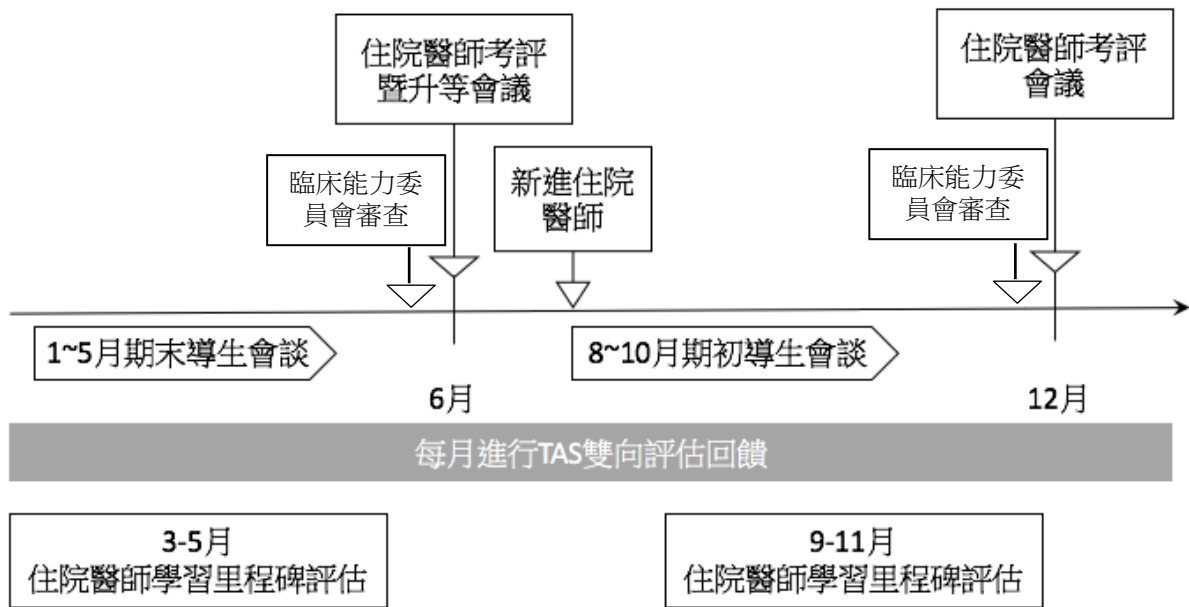 住院醫師考評
暨升等會議
住院醫師考評
會議
臨床能力委
員會審查
新進住院
醫師
臨床能力委
員會審查
1~5月期末導生會談
8~10月期初導生會談
6月
12月
每月進行TAS雙向評估回饋
3-5月
住院醫師學習里程碑評估
9-11月
住院醫師學習里程碑評估